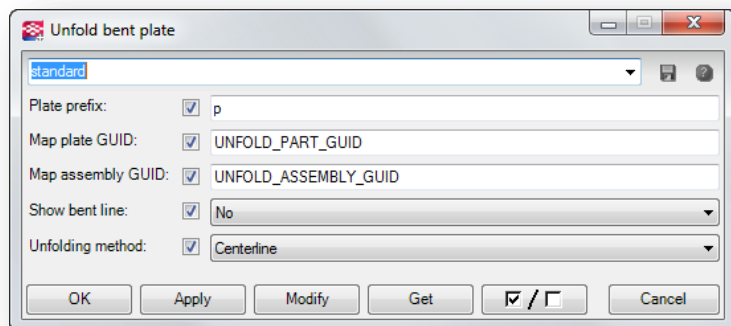 Unfold bent plate
standard
Plate prefix: p
Map plate GUID: UNFOLD_PART_GUID
Map assembly GUID: UNFOLD_ASSEMBLY_GUID
Show bent line: No
Unfolding method: Centerline
OK Apply Modify Get / Cancel